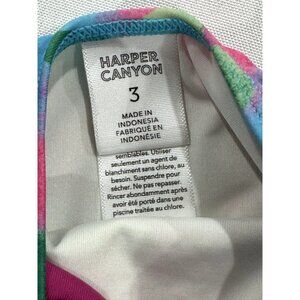 HARPER
CANYON
3
MADE IN
INDONESIA
FABRIQUÉ EN
INDONÉSIE
semblables. Utiliser
seulement un agent de
blanchiment sans chlore, au
besoin. Suspendre pour
sécher. Ne pas repasser.
Rincer abondamment après
avoir été porté dans une
piscine traitée au chlore.